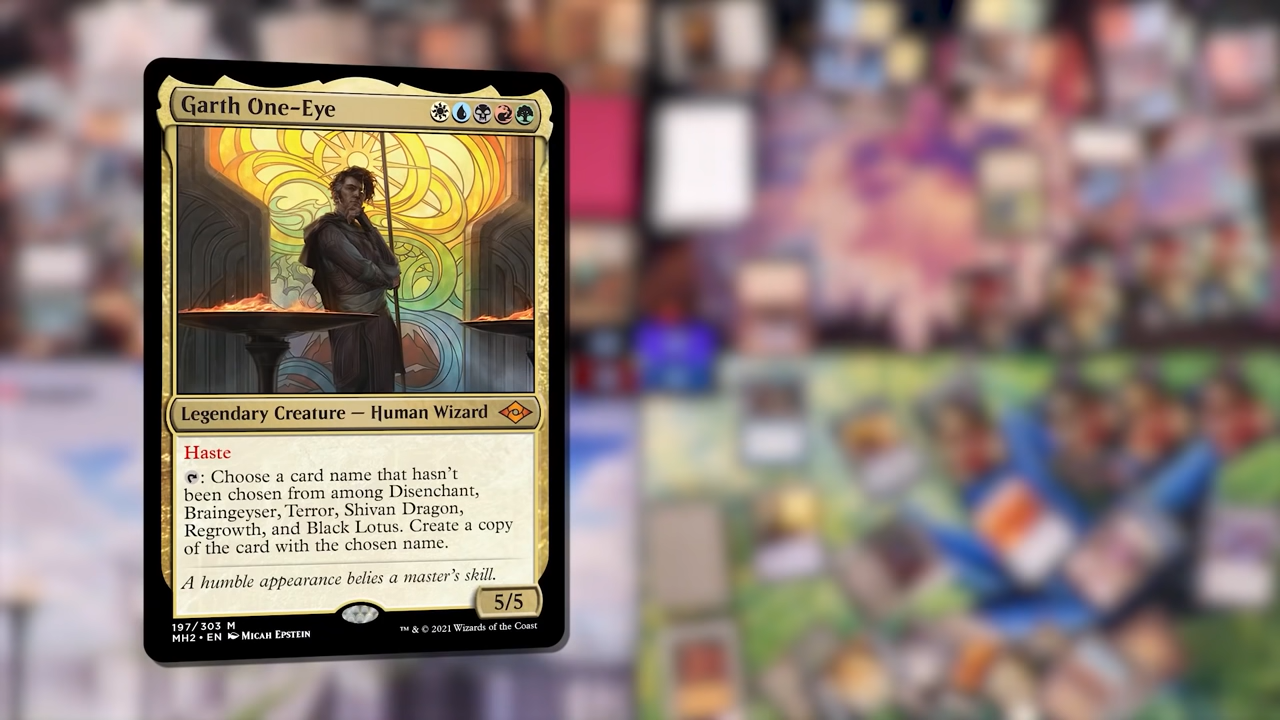 Garth One-Eye
Legendary Creature — Human Wizard
Haste
: Choose a card name that hasn't
been chosen from among Disenchant,
Braingeyser, Terror, Shivan Dragon,
Regrowth, and Black Lotus. Create a copy
of the card with the chosen name.
A humble appearance belies a master's skill.
5/5
197/303 M
MH2 • EN Micah Epstein
™ & © 2021 Wizards of the Coast